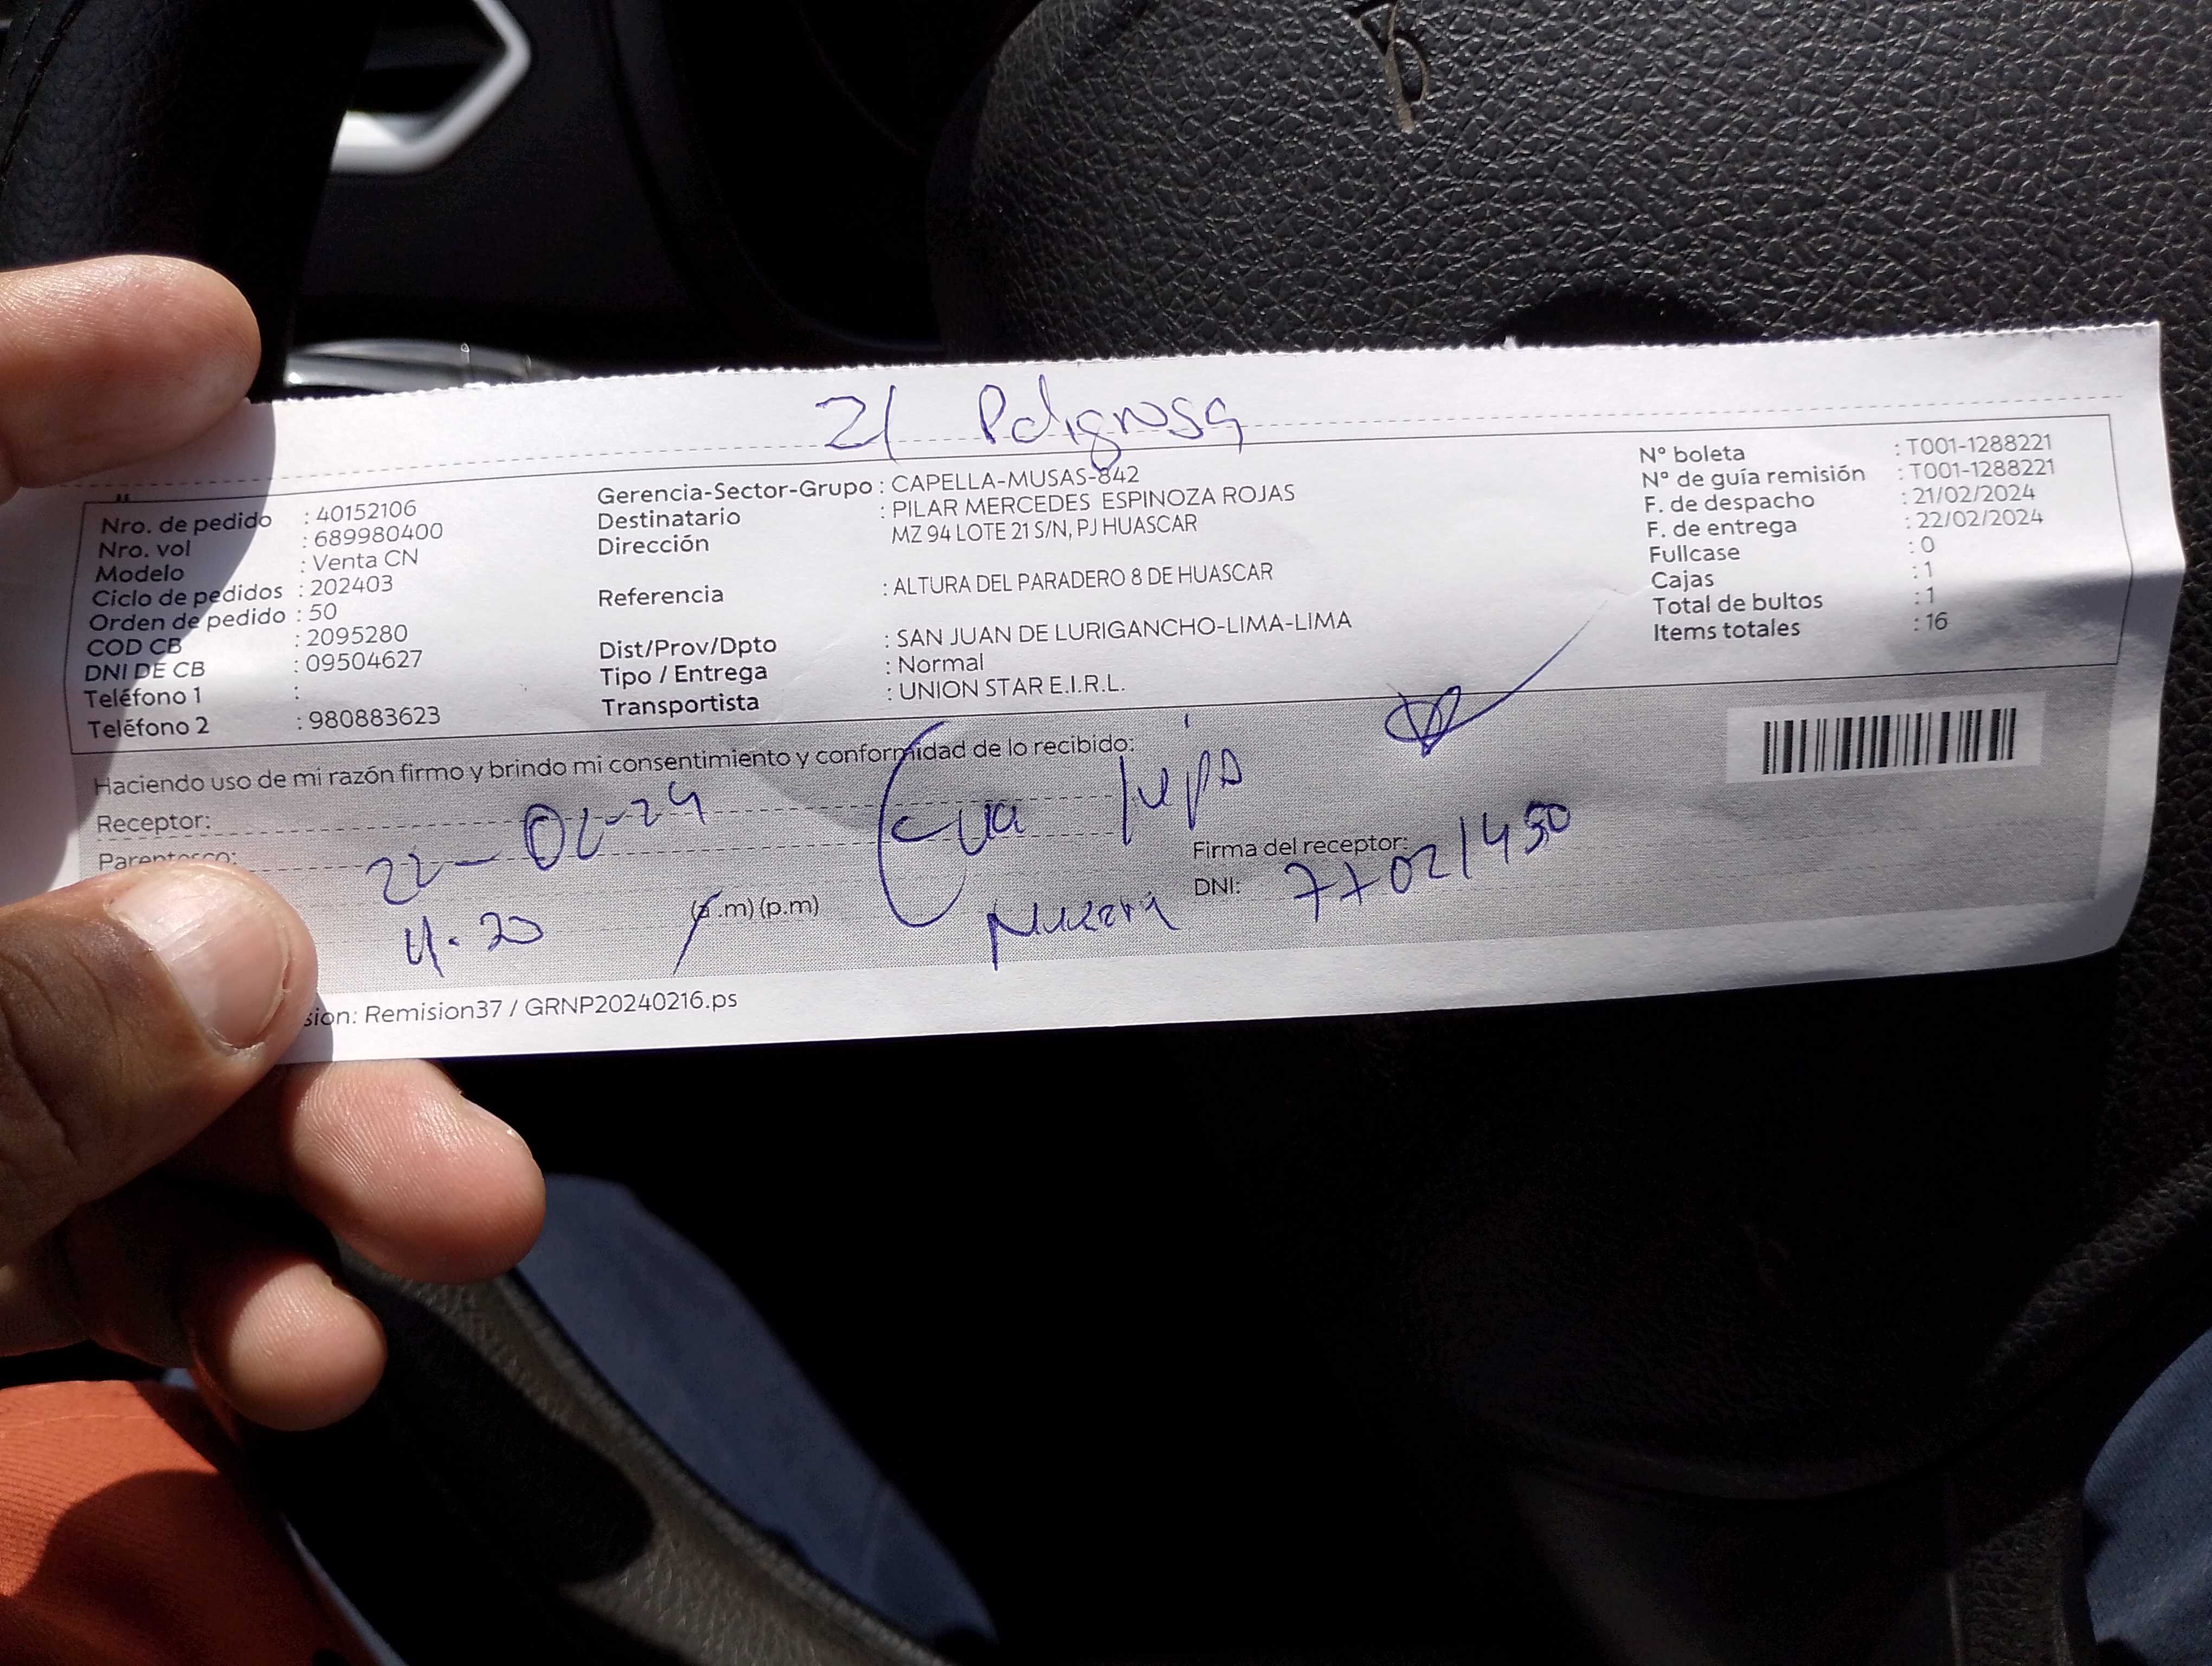 21 Peligrosa
Nro. de pedido : 40152106
Nro. vol : 689980400
Modelo : Venta CN
Ciclo de pedidos : 202403
Orden de pedido : 50
COD CB : 2095280
DNI DE CB : 09504627
Teléfono 1 :
Teléfono 2 : 980883623
Gerencia-Sector-Grupo : CAPELLA-MUSAS-842
Destinatario : PILAR MERCEDES ESPINOZA ROJAS
Dirección MZ 94 LOTE 21 S/N, PJ HUASCAR
Referencia : ALTURA DEL PARADERO 8 DE HUASCAR
Dist/Prov/Dpto : SAN JUAN DE LURIGANCHO-LIMA-LIMA
Tipo / Entrega : Normal
Transportista : UNION STAR E.I.R.L.
N° boleta : T001-1288221
N° de guía remisión : T001-1288221
F. de despacho : 21/02/2024
F. de entrega : 22/02/2024
Fullcase : 0
Cajas : 1
Total de bultos : 1
Items totales : 16
Haciendo uso de mi razón firmo y brindo mi consentimiento y conformidad de lo recibido:
Receptor:
Parentesco:
22-02-24
Eva
(a.m) (p.m)
Firma del receptor:
DNI: 77021450
sion: Remision37 / GRNP20240216.ps